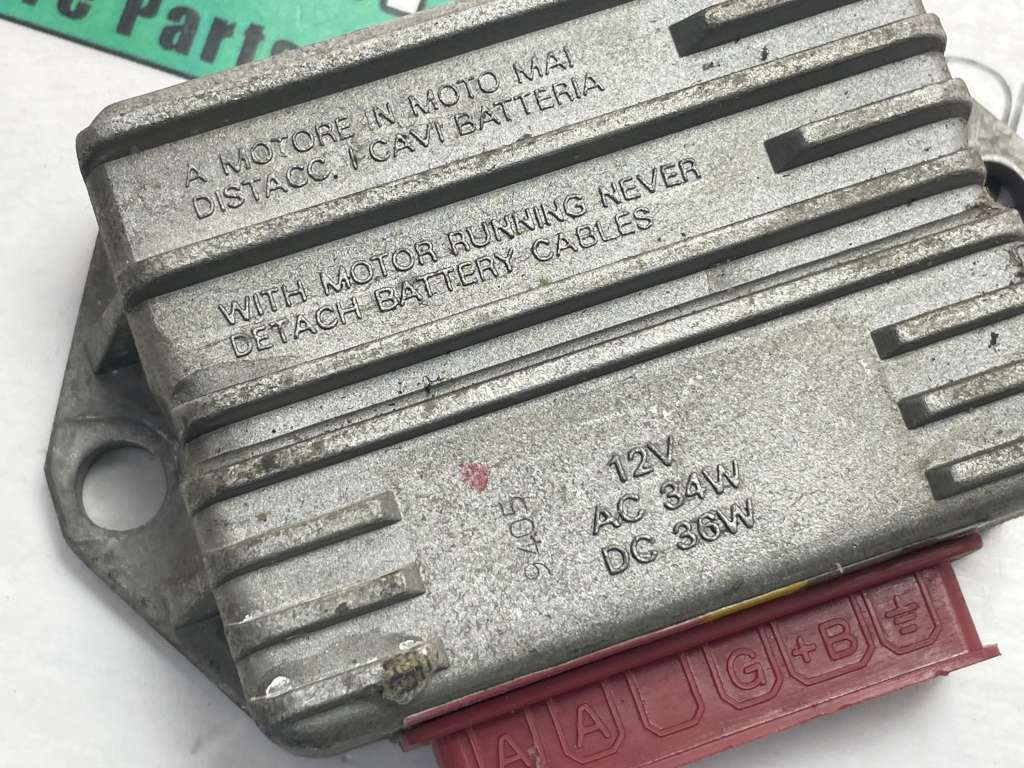 Parts
A MOTORE IN MOTO MAI
DISTACC. I CAVI BATTERIA
WITH MOTOR RUNNING NEVER
DETACH BATTERY CABLES
12V
AC 34W
DC 36W
9405
A A G +B